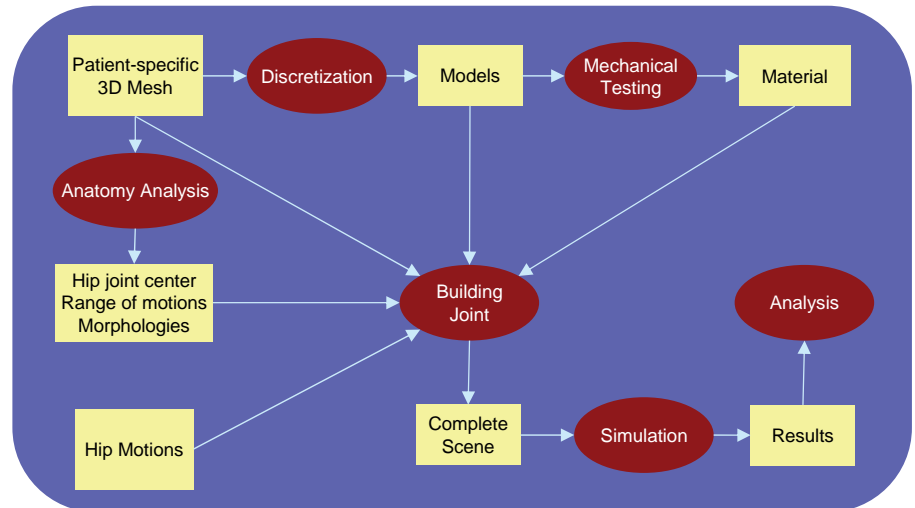 Patient-specific
3D Mesh
Discretization
Models
Mechanical
Testing
Material
Anatomy Analysis
Hip joint center
Range of motions
Morphologies
Building
Joint
Analysis
Hip Motions
Complete
Scene
Simulation
Results